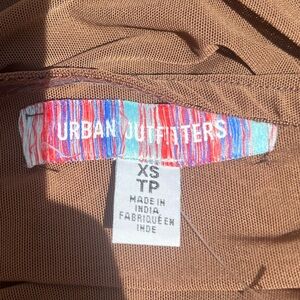 URBAN OUTFITTERS
XS
TP
MADE IN
INDIA
FABRIQUÉ EN
INDE